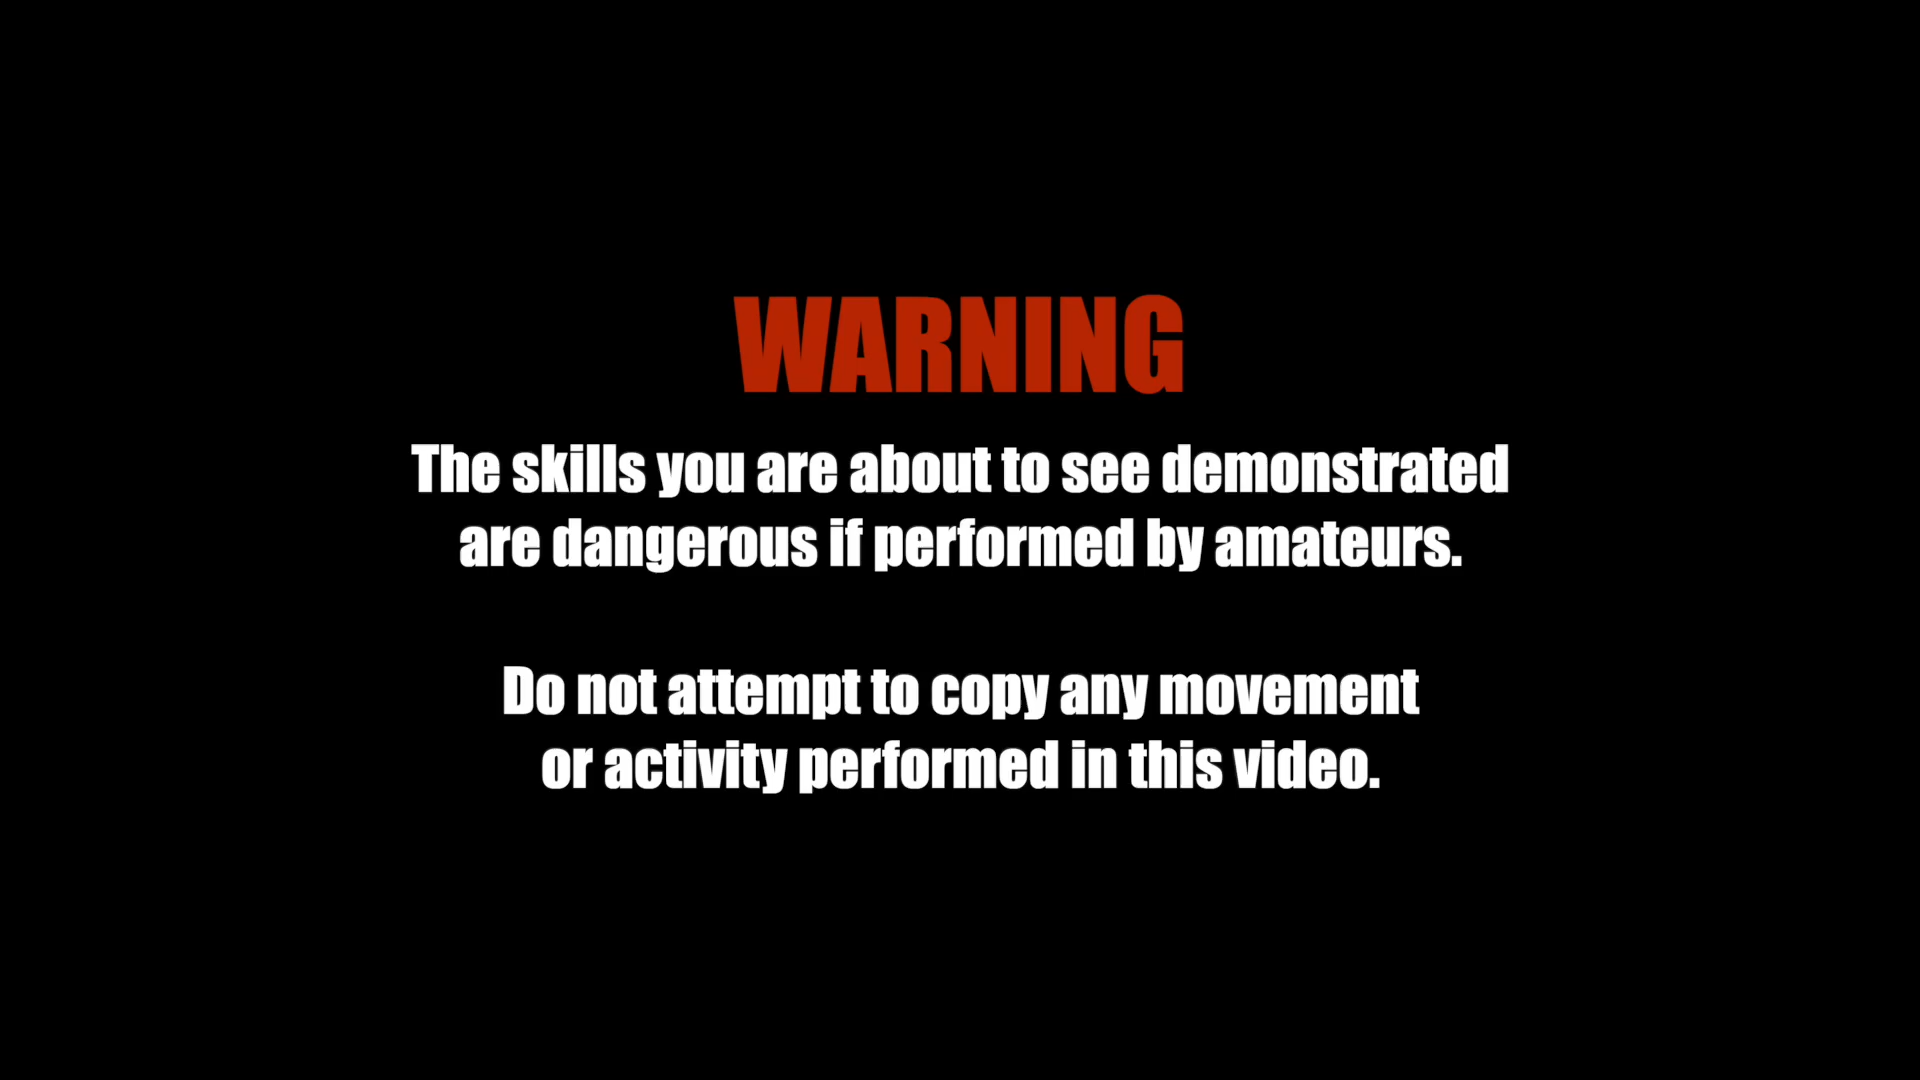 WARNING
The skills you are about to see demonstrated
are dangerous if performed by amateurs.
Do not attempt to copy any movement
or activity performed in this video.